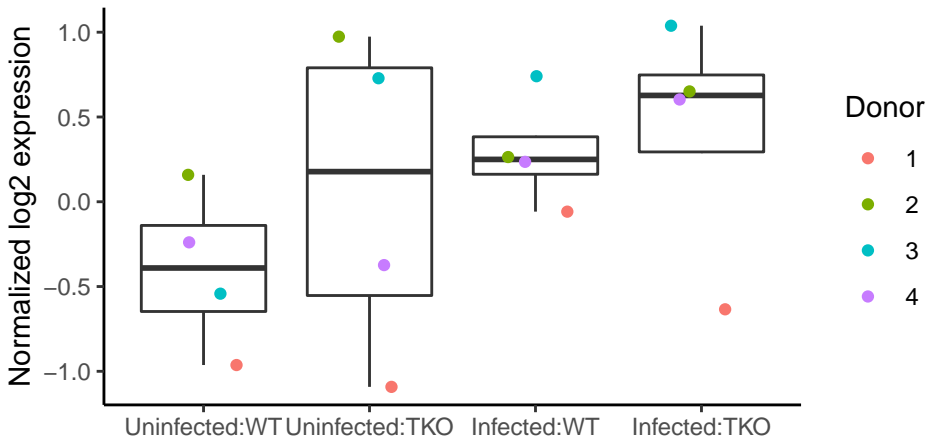 Normalized log2 expression
1.0
0.5
0.0
−0.5
−1.0
Uninfected:WT
Uninfected:TKO
Infected:WT
Infected:TKO
Donor
1
2
3
4